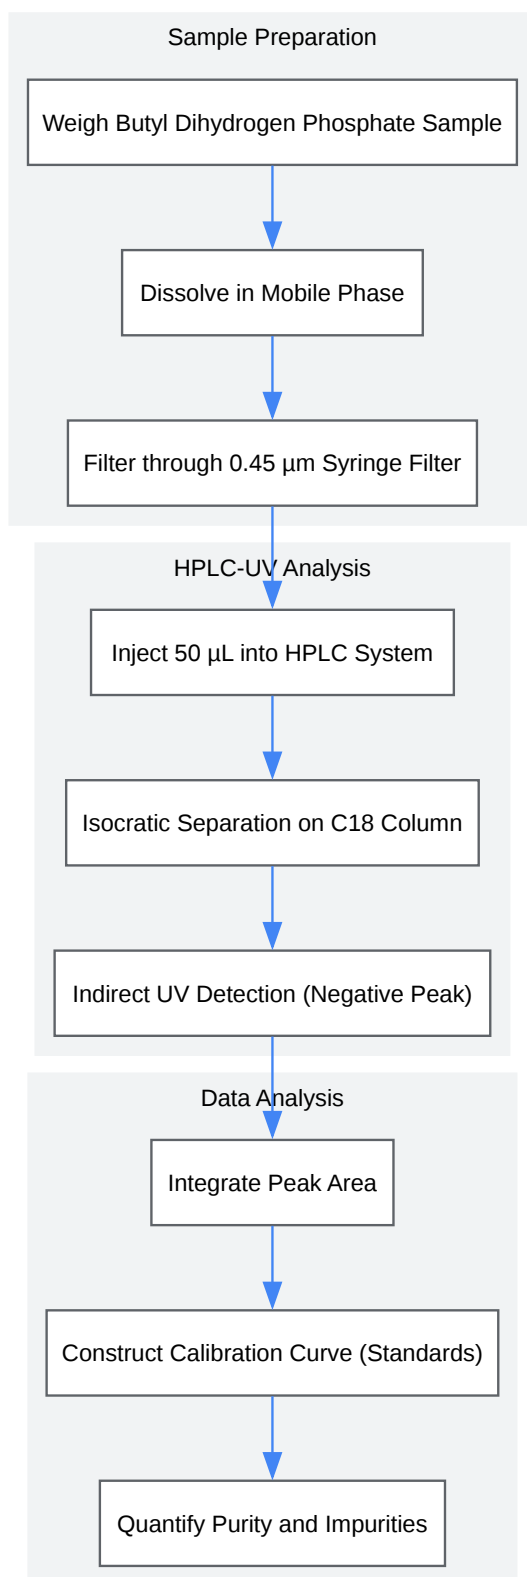 Sample Preparation
Weigh Butyl Dihydrogen Phosphate Sample
Dissolve in Mobile Phase
Filter through 0.45 µm Syringe Filter
HPLC-UV Analysis
Inject 50 µL into HPLC System
Isocratic Separation on C18 Column
Indirect UV Detection (Negative Peak)
Data Analysis
Integrate Peak Area
Construct Calibration Curve (Standards)
Quantify Purity and Impurities